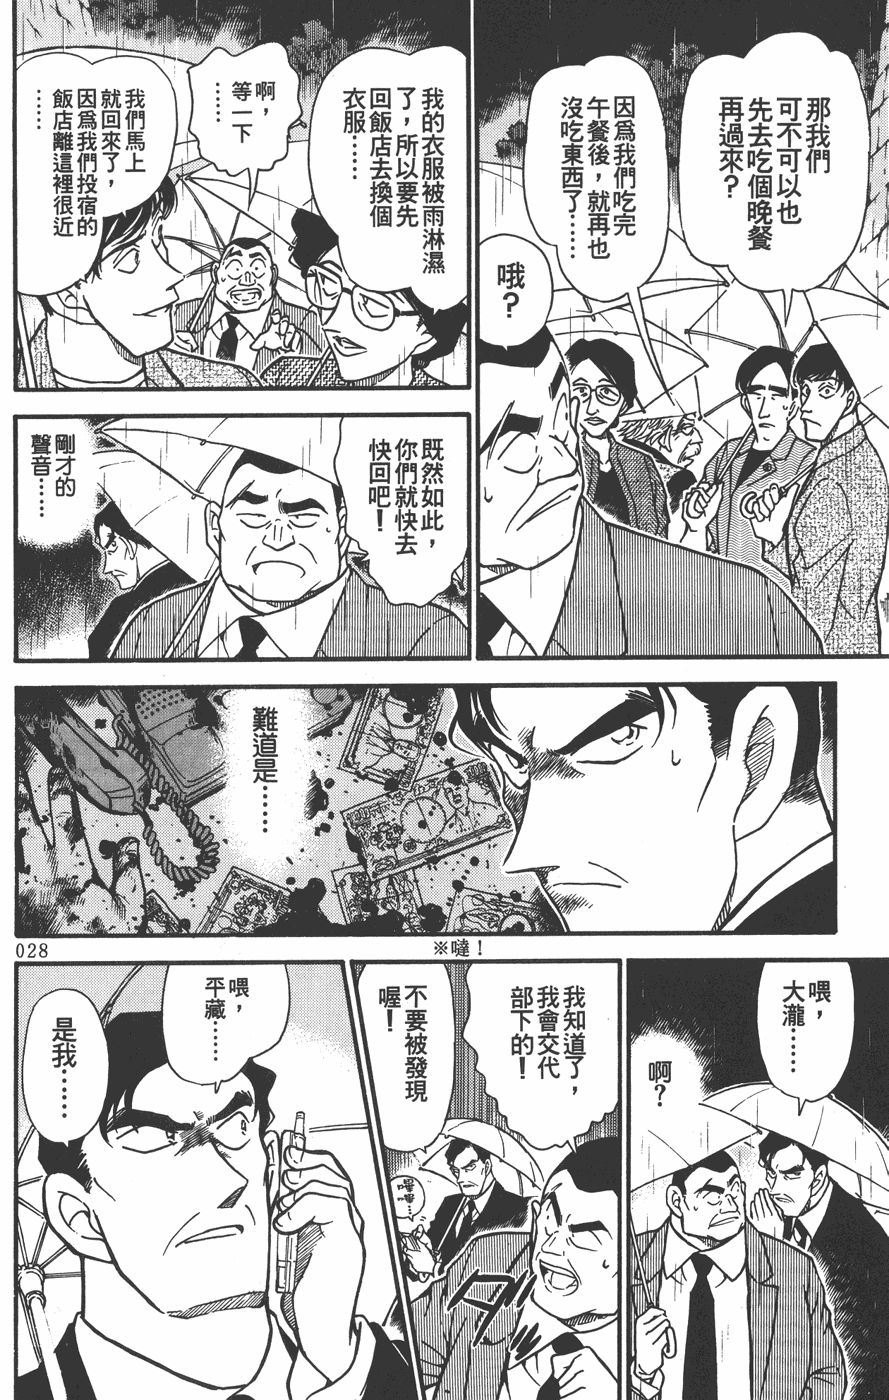 那我們
可不可以也
先去吃個晚餐
再過來？
因為我們吃完
午餐後，就再也
沒吃東西了……
哦？
我的衣服被雨淋濕
了，所以要先
回飯店去換個
衣服……
啊，
等一下
……
我們馬上
就回來了，
因為我們投宿的
飯店離這裡很近
……
既然如此，
你們就快去
快回吧！
剛才的
聲音……
難道是……
028
※噠！
喂，
大瀧……
啊？
我知道了，
我會交代
部下的！
不要被發現
喔！
嗶嗶…
ダッ
喂，
平藏……
是我……